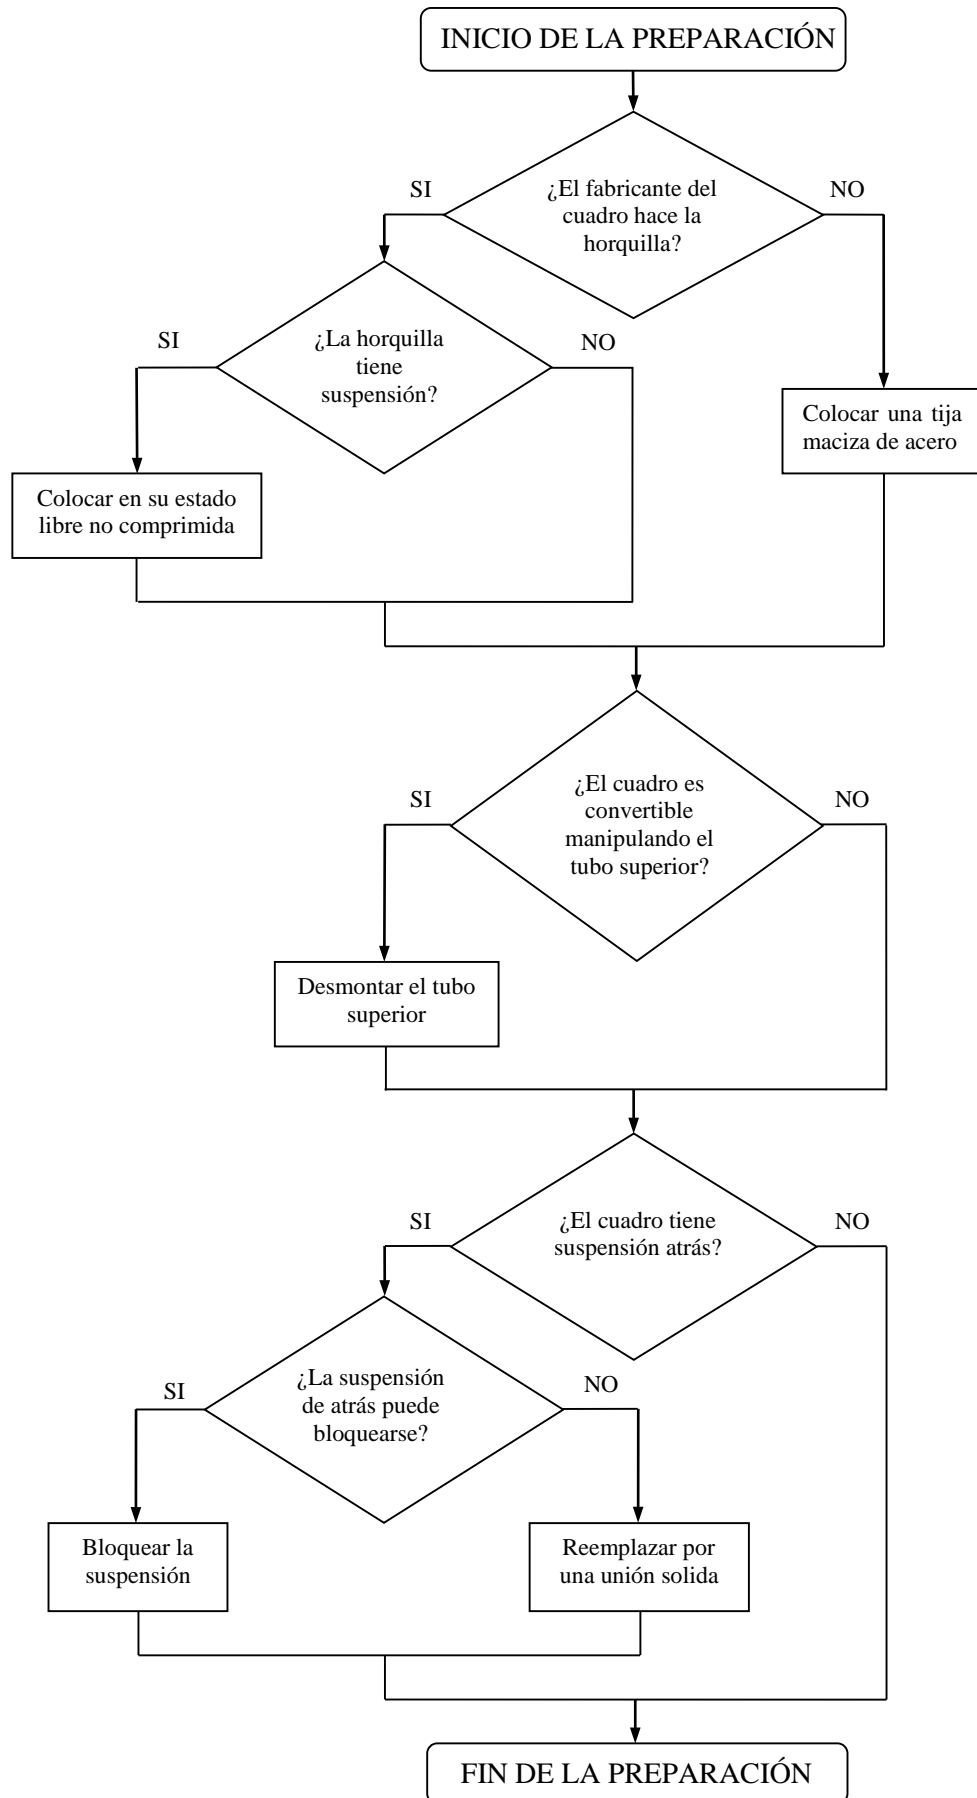 INICIO DE LA PREPARACIÓN
SI
¿El fabricante del
cuadro hace la
horquilla?
NO
SI
¿La horquilla
tiene
suspensión?
NO
Colocar una tija
maciza de acero
Colocar en su estado
libre no comprimida
SI
¿El cuadro es
convertible
manipulando el
tubo superior?
NO
Desmontar el tubo
superior
SI
¿El cuadro tiene
suspensión atrás?
NO
SI
¿La suspensión
de atrás puede
bloquearse?
NO
Bloquear la
suspensión
Reemplazar por
una unión solida
FIN DE LA PREPARACIÓN